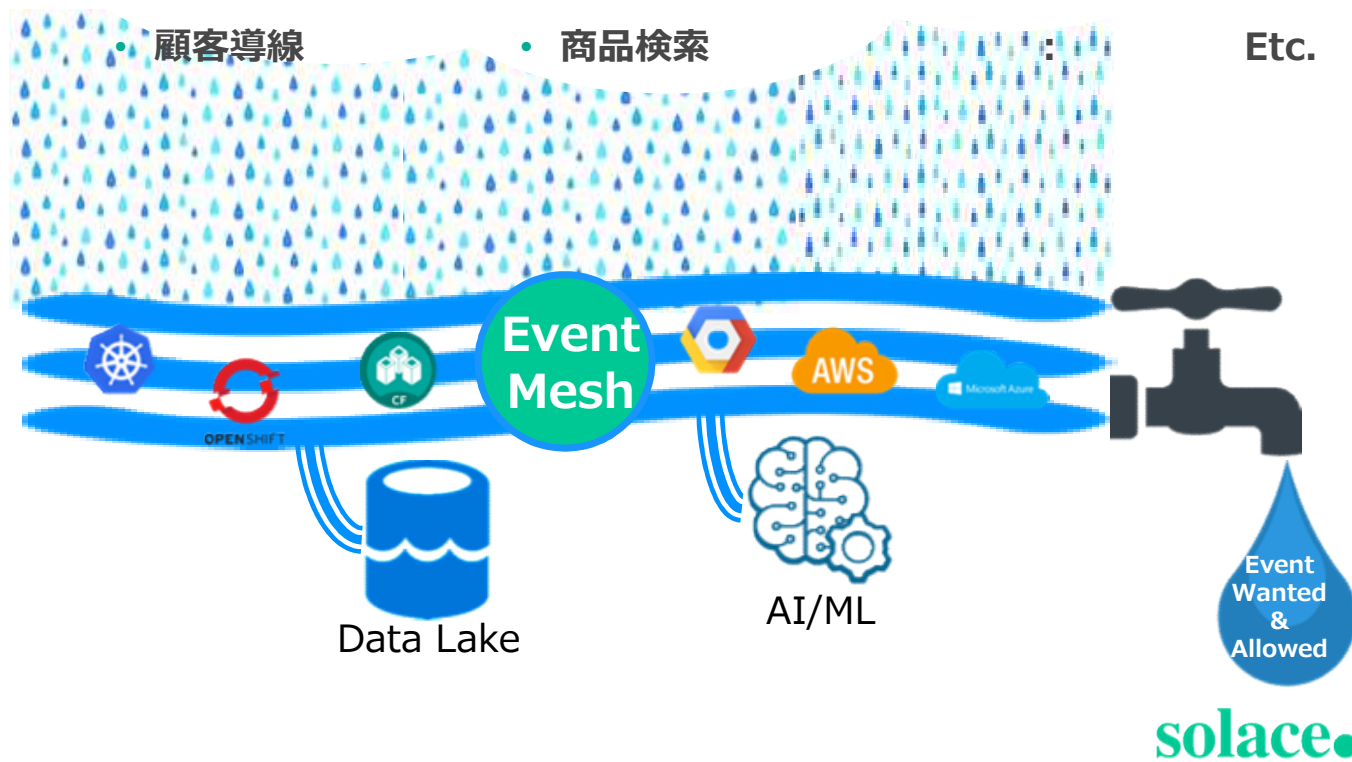 • 顧客導線
• 商品検索
:
Etc.
Event
Mesh
CF
OPENSHIFT
AWS
Microsoft Azure
Data Lake
AI/ML
Event
Wanted
&
Allowed
solace.